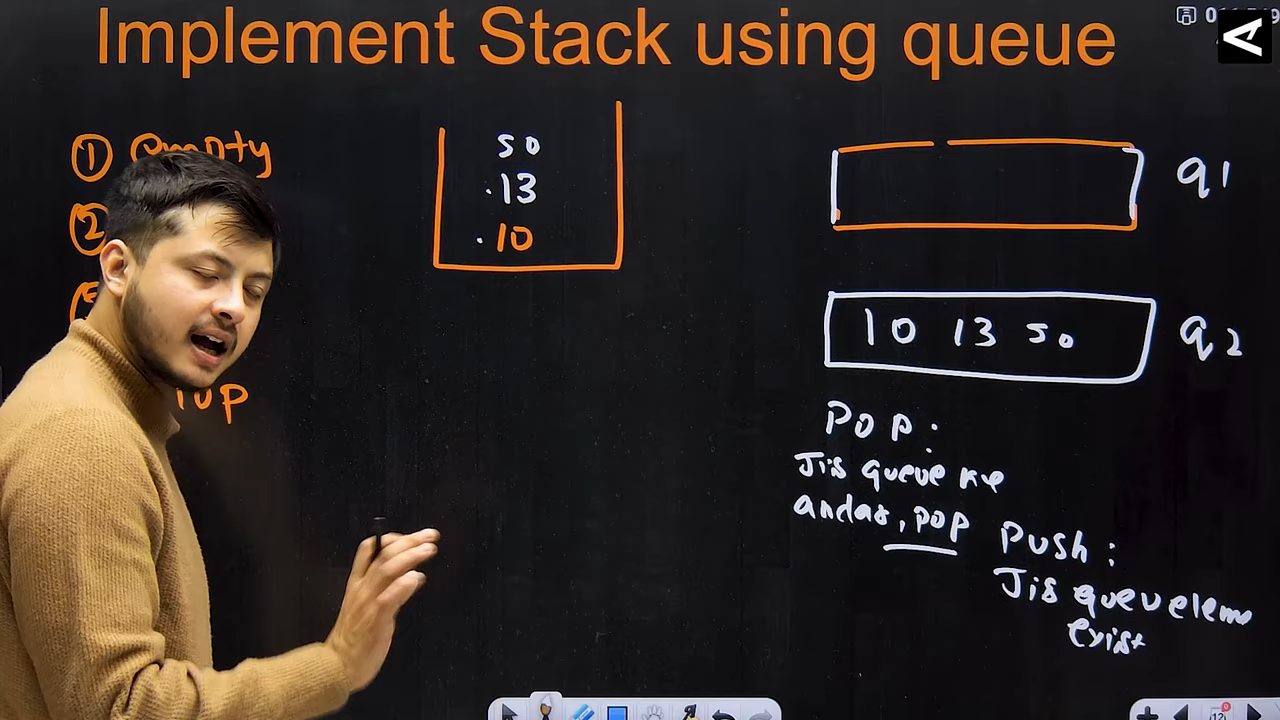 Implement Stack using queue
① empty
②
50
.13
.10
q1
10 13 50
q2
POP:
Jis queue ke
andar, pop
Push:
Jis queue elem
exist